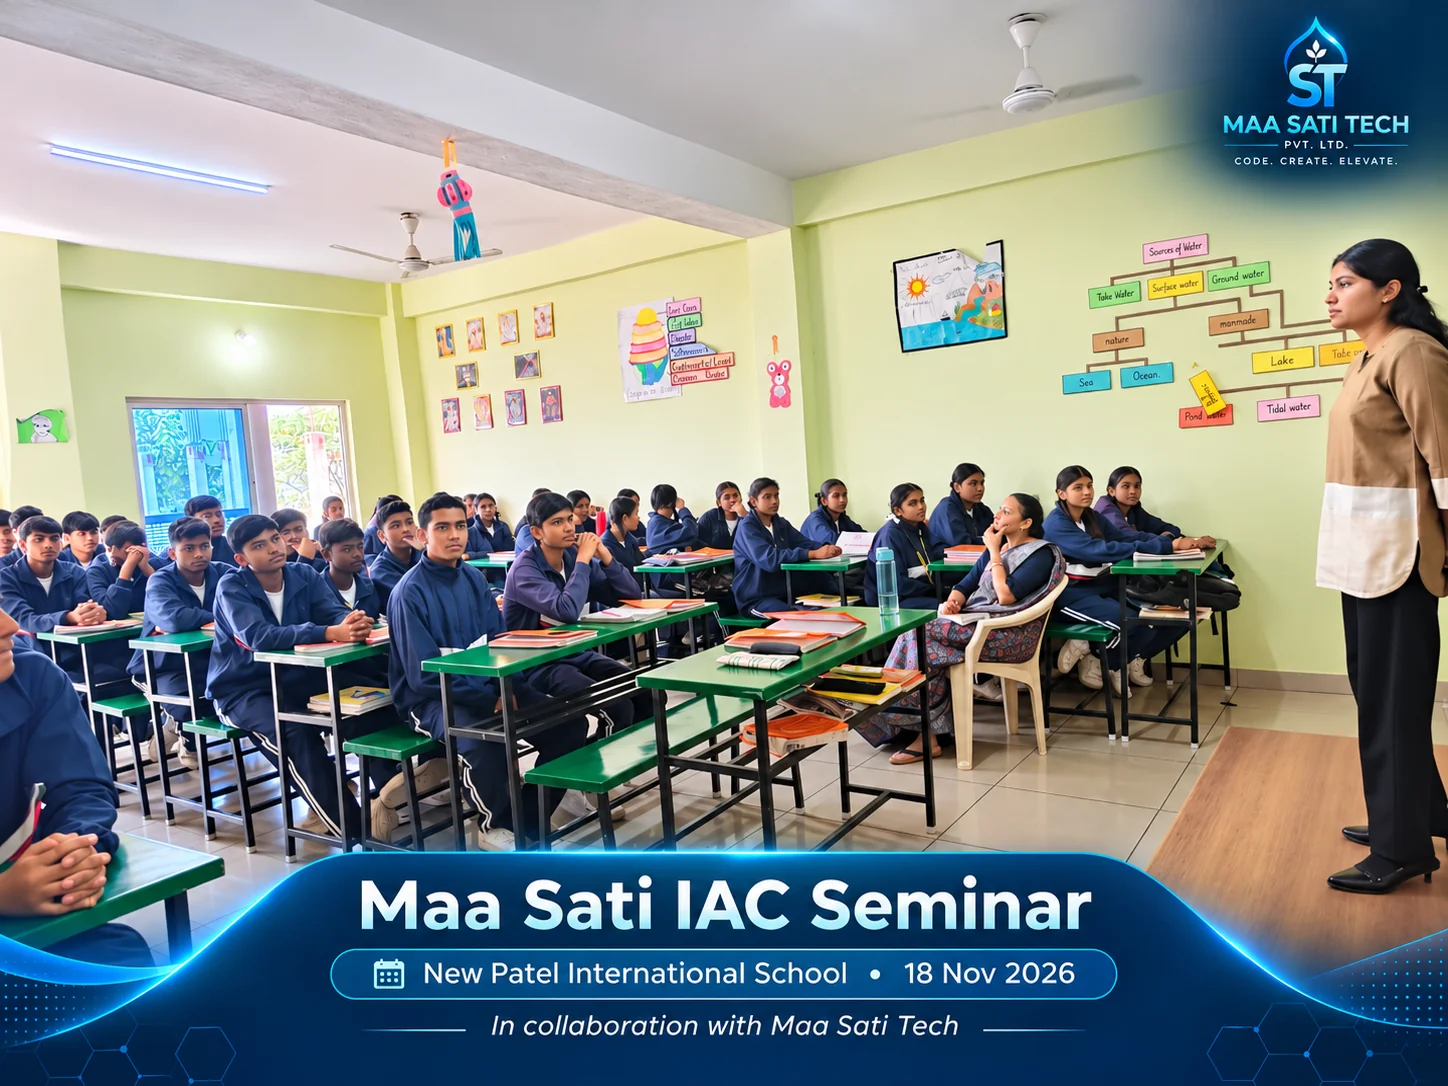 ST
MAA SATI TECH
PVT. LTD.
CODE. CREATE. ELEVATE.
Sources of Water
Take Water
Surface water
Ground water
manmade
nature
Lake
Sea
Ocean.
Pond water
Tidal water
Maa Sati IAC Seminar
New Patel International School • 18 Nov 2026
In collaboration with Maa Sati Tech